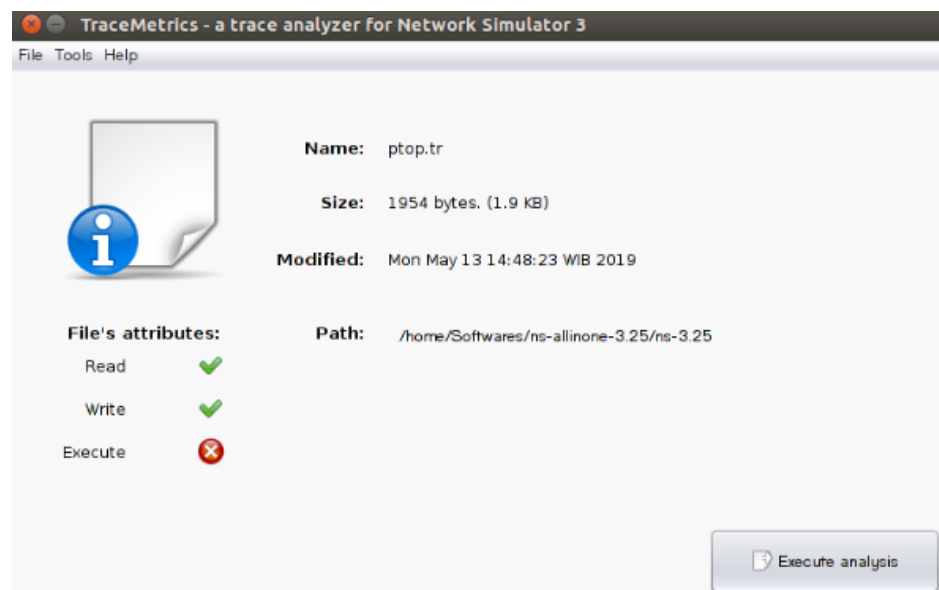 TraceMetrics - a trace analyzer for Network Simulator 3
File Tools Help
Name: ptop.tr
Size: 1954 bytes. (1.9 KB)
Modified: Mon May 13 14:48:23 WIB 2019
File's attributes:
Path: /home/Softwares/ns-allinone-3.25/ns-3.25
Read
Write
Execute
Execute analysis